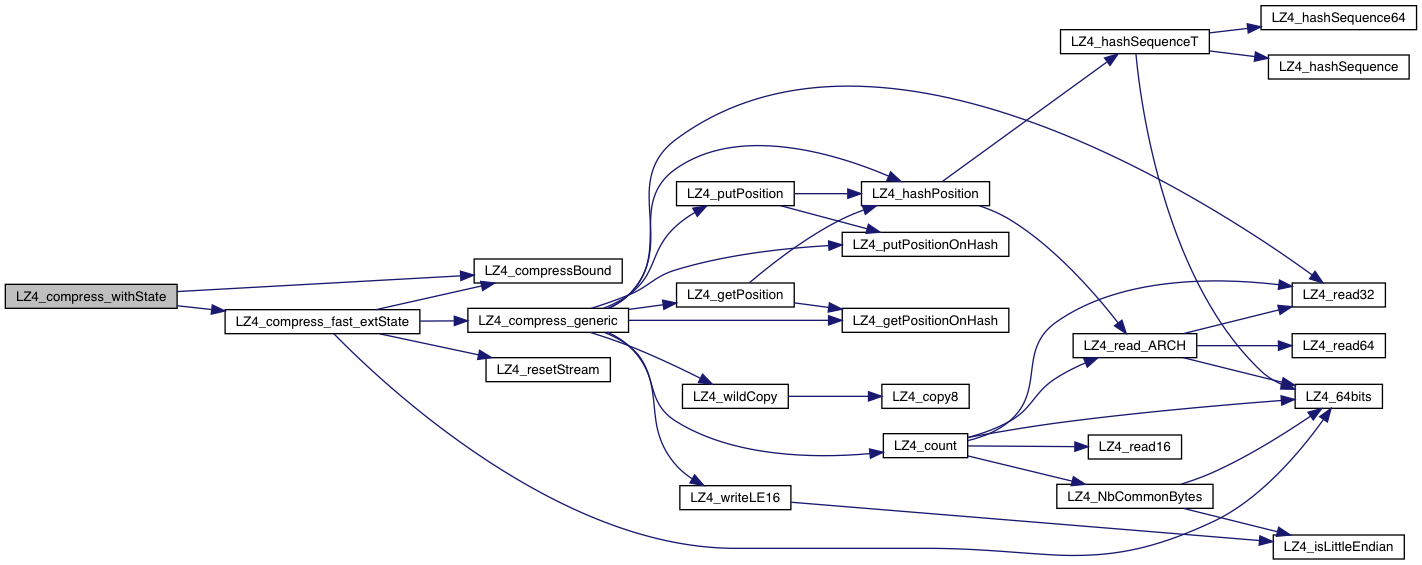 LZ4_hashSequence64
LZ4_hashSequenceT
LZ4_hashSequence
LZ4_putPosition
LZ4_hashPosition
LZ4_putPositionOnHash
LZ4_compressBound
LZ4_compress_withState
LZ4_getPosition
LZ4_read32
LZ4_compress_fast_extState
LZ4_compress_generic
LZ4_getPositionOnHash
LZ4_read_ARCH
LZ4_read64
LZ4_resetStream
LZ4_wildCopy
LZ4_copy8
LZ4_64bits
LZ4_count
LZ4_read16
LZ4_writeLE16
LZ4_NbCommonBytes
LZ4_isLittleEndian